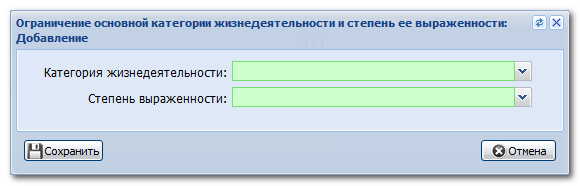 Ограничение основной категории жизнедеятельности и степень ее выраженности:
Добавление
Категория жизнедеятельности:
Степень выраженности:
Сохранить
Отмена